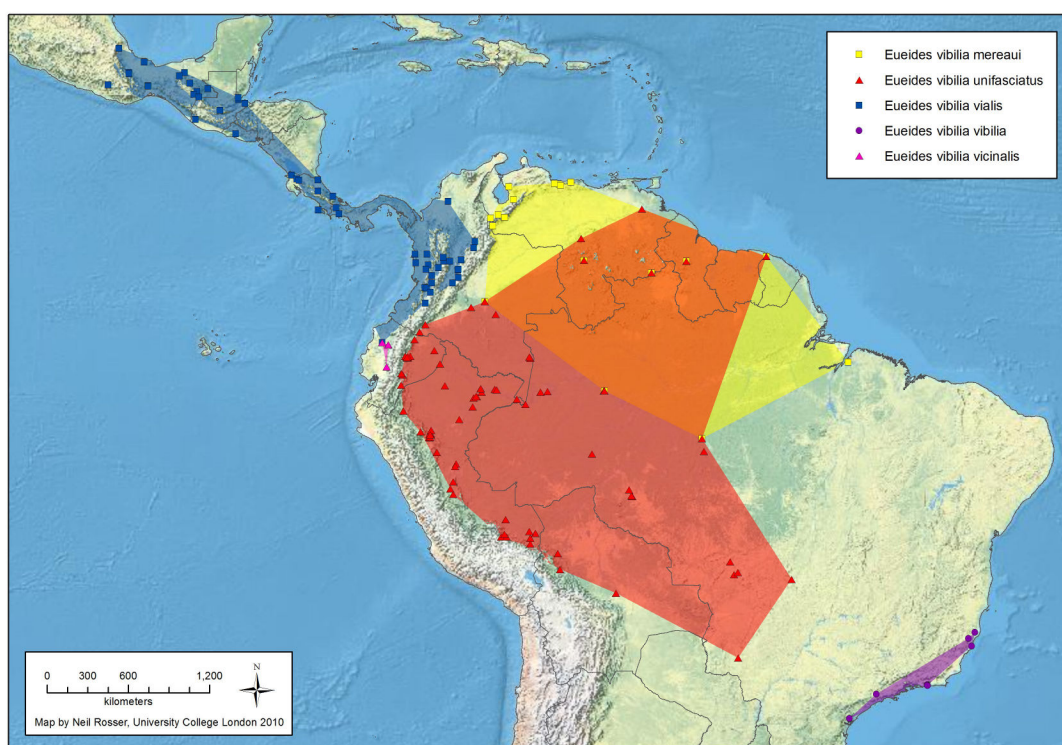 Eueides vibilia mereaui
Eueides vibilia unifasciatus
Eueides vibilia vialis
Eueides vibilia vibilia
Eueides vibilia vicinalis
0 300 600 1,200
kilometers
N
Map by Neil Rosser, University College London 2010